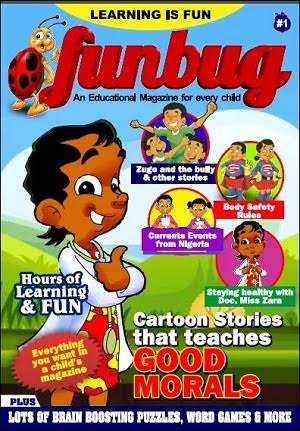 LEARNING IS FUN
funbug
#1
An Educational Magazine for every child
Zugo and the bully
& other stories
Body Safety
Rules
Currents Events
from Nigeria
Staying healthy with
Doc. Miss Zara
Hours of
Learning
& FUN
Everything
you want in
a child's
magazine
Cartoon Stories
that teaches
GOOD
MORALS
PLUS
LOTS OF BRAIN BOOSTING PUZZLES, WORD GAMES & MORE